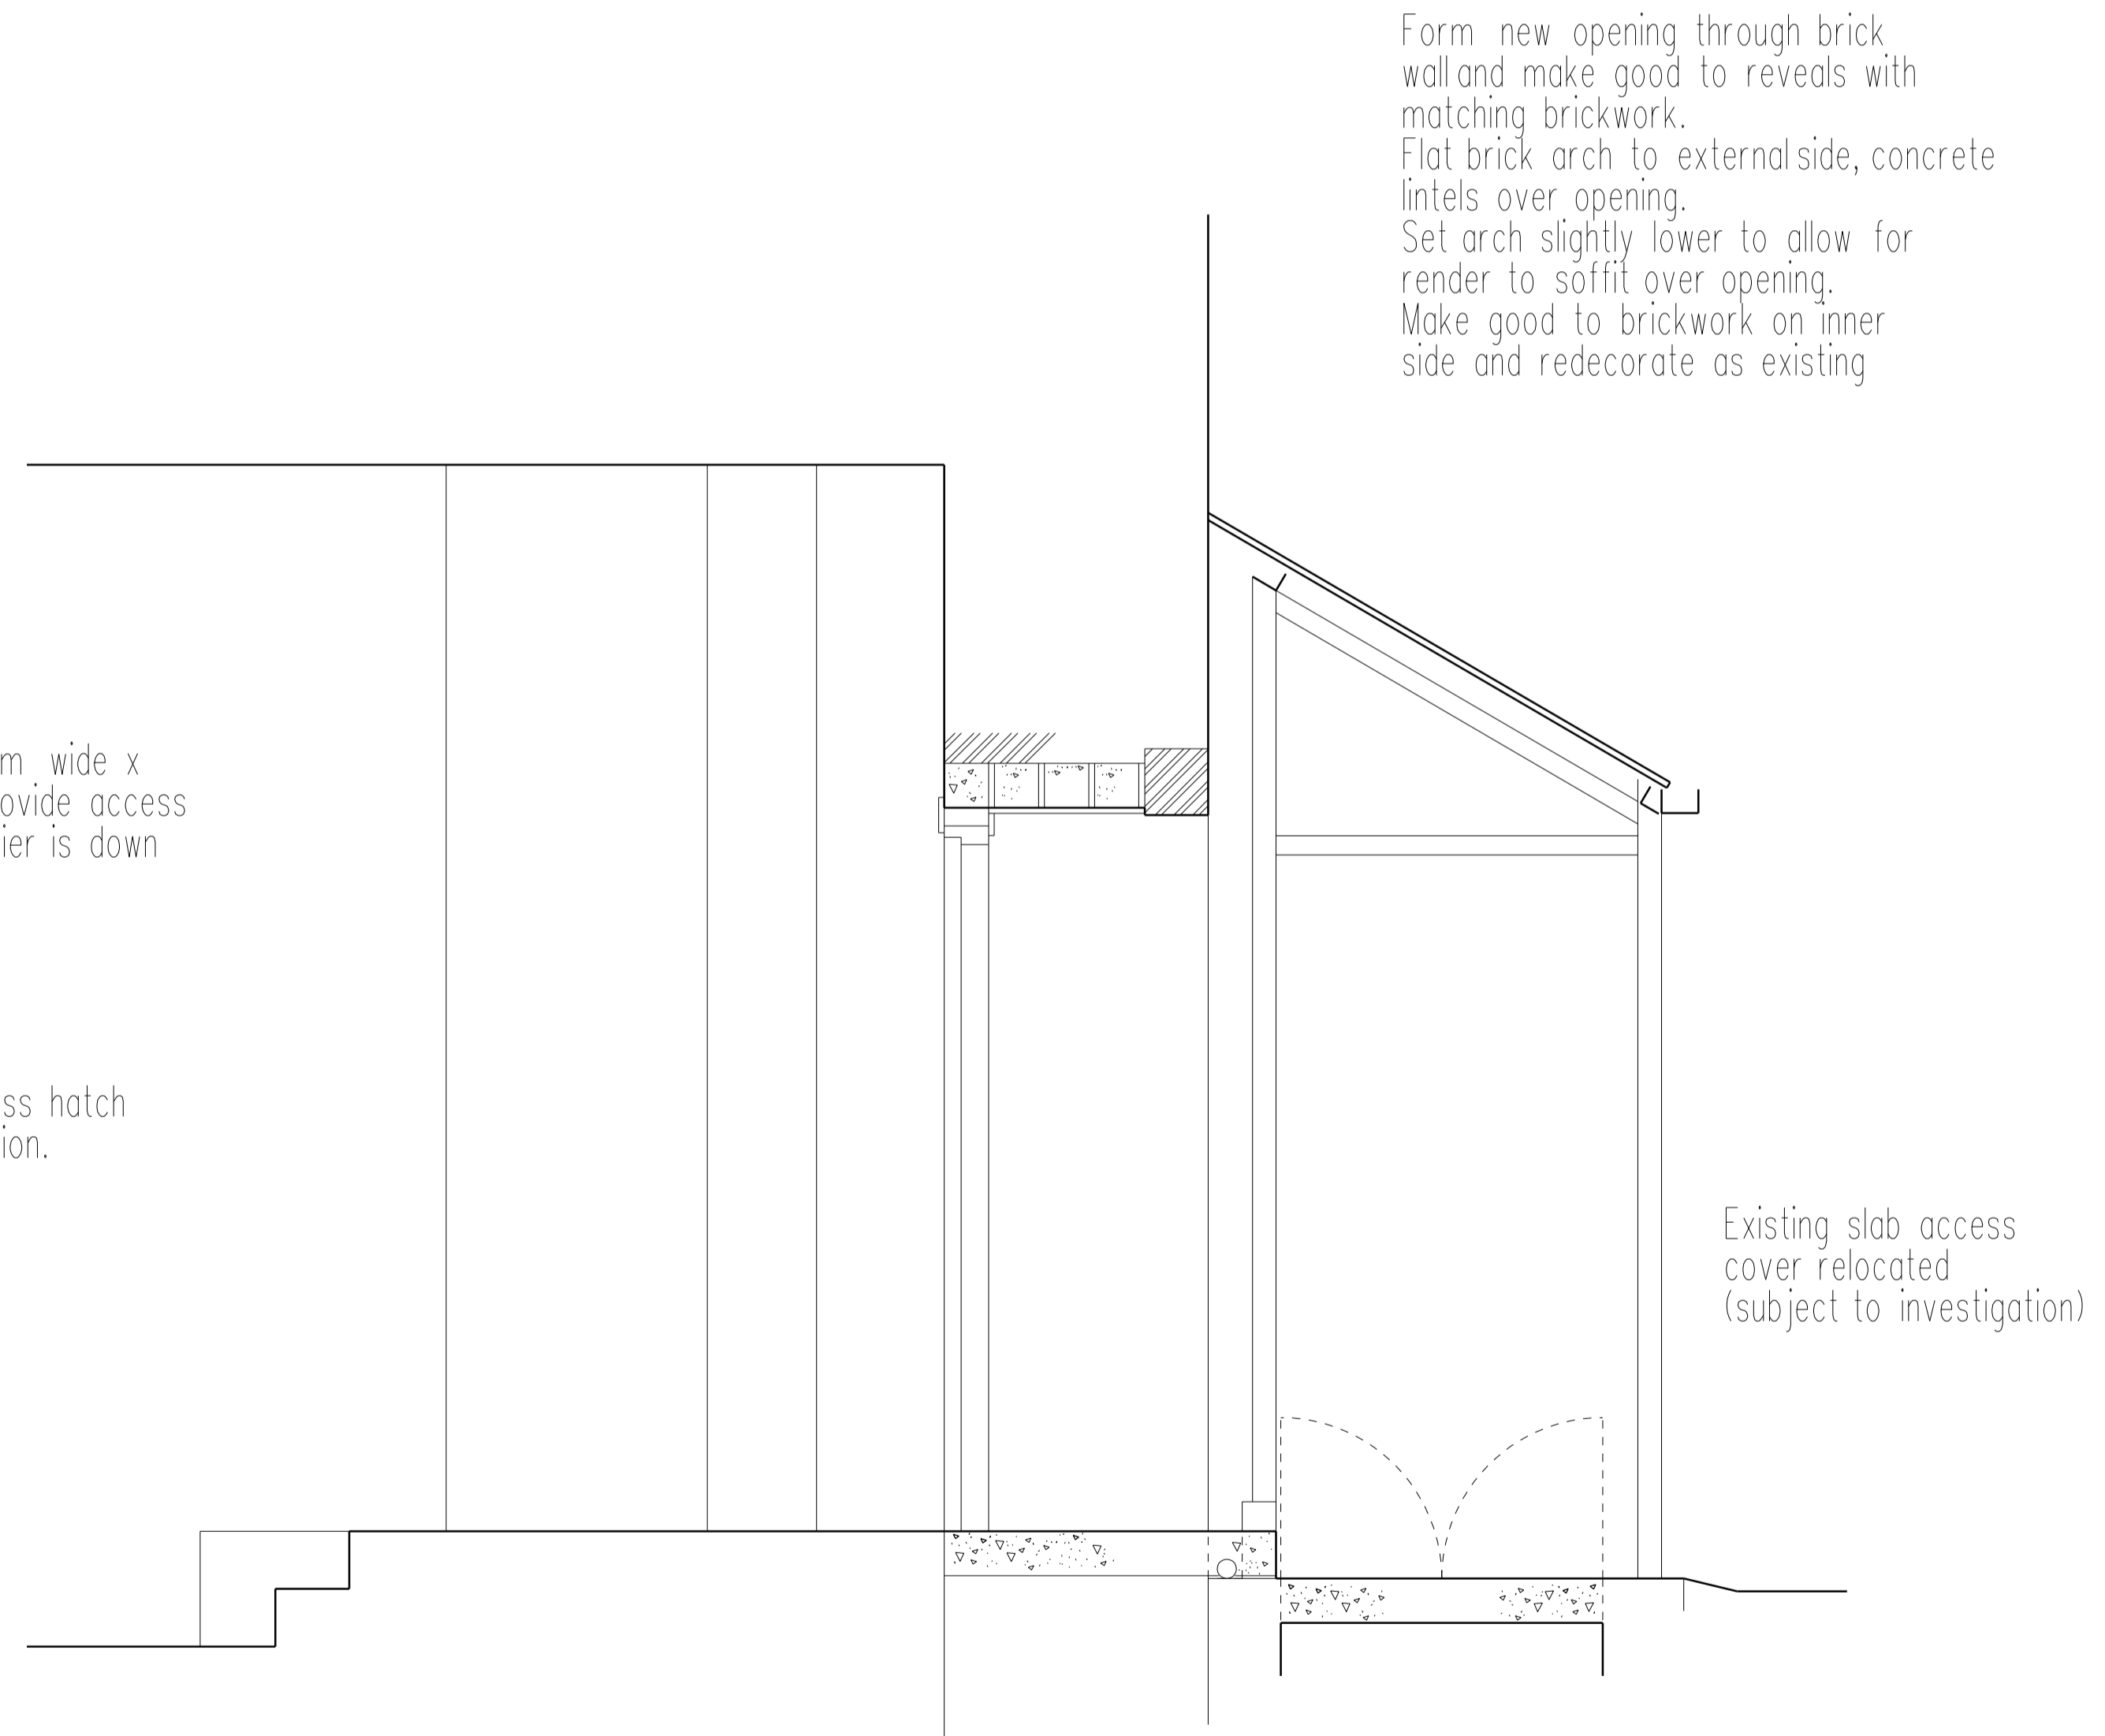 Form new opening through brick
wall and make good to reveals with
matching brickwork.
Flat brick arch to external side, concrete
lintels over opening.
Set arch slightly lower to allow for
render to soffit over opening.
Make good to brickwork on inner
side and redecorate as existing
m wide x
ovide access
ier is down
ss hatch
ion.
Existing slab access
cover relocated
(subject to investigation)